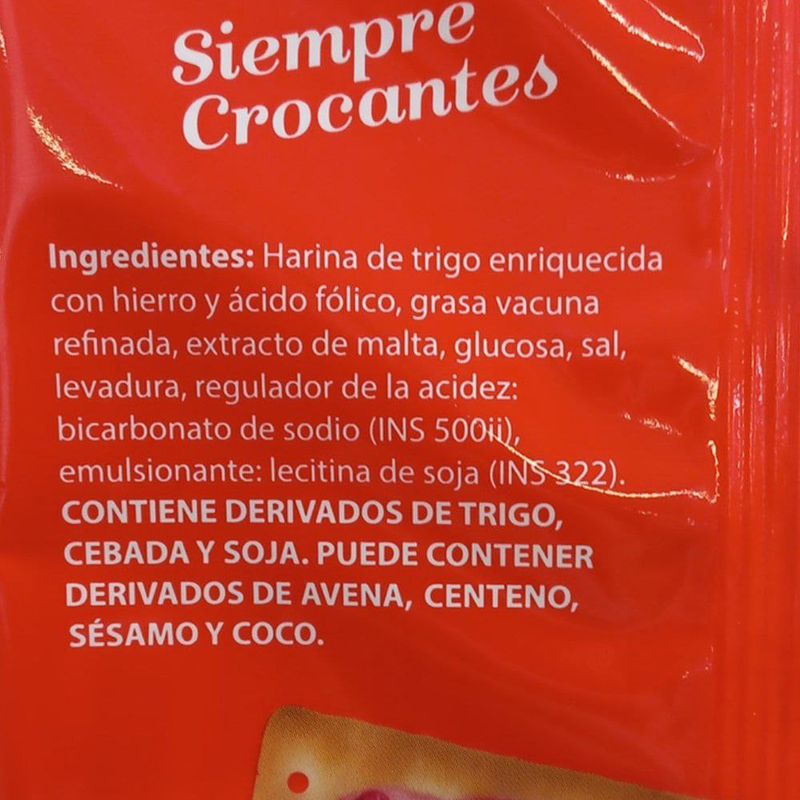 Siempre
Crocantes
Ingredientes: Harina de trigo enriquecida
con hierro y ácido fólico, grasa vacuna
refinada, extracto de malta, glucosa, sal,
levadura, regulador de la acidez:
bicarbonato de sodio (INS 500ii),
emulsionante: lecitina de soja (INS 322).
CONTIENE DERIVADOS DE TRIGO,
CEBADA Y SOJA. PUEDE CONTENER
DERIVADOS DE AVENA, CENTENO,
SÉSAMO Y COCO.